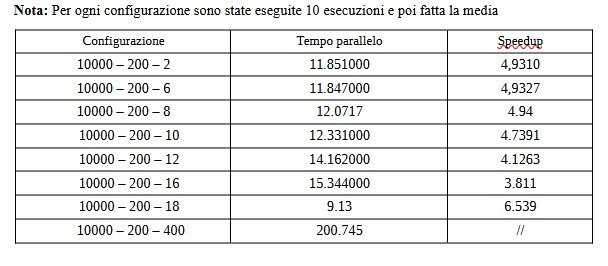 Nota: Per ogni configurazione sono state eseguite 10 esecuzioni e poi fatta la media
Configurazione Tempo parallelo Speedup
10000 – 200 – 2 11.851000 4,9310
10000 – 200 – 6 11.847000 4,9327
10000 – 200 – 8 12.0717 4.94
10000 – 200 – 10 12.331000 4.7391
10000 – 200 – 12 14.162000 4.1263
10000 – 200 – 16 15.344000 3.811
10000 – 200 – 18 9.13 6.539
10000 – 200 – 400 200.745 //